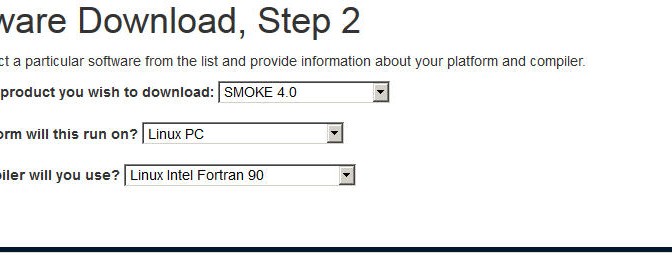 ware Download, Step 2
ct a particular software from the list and provide information about your platform and compiler.
product you wish to download: SMOKE 4.0
orm will this run on? Linux PC
piler will you use? Linux Intel Fortran 90